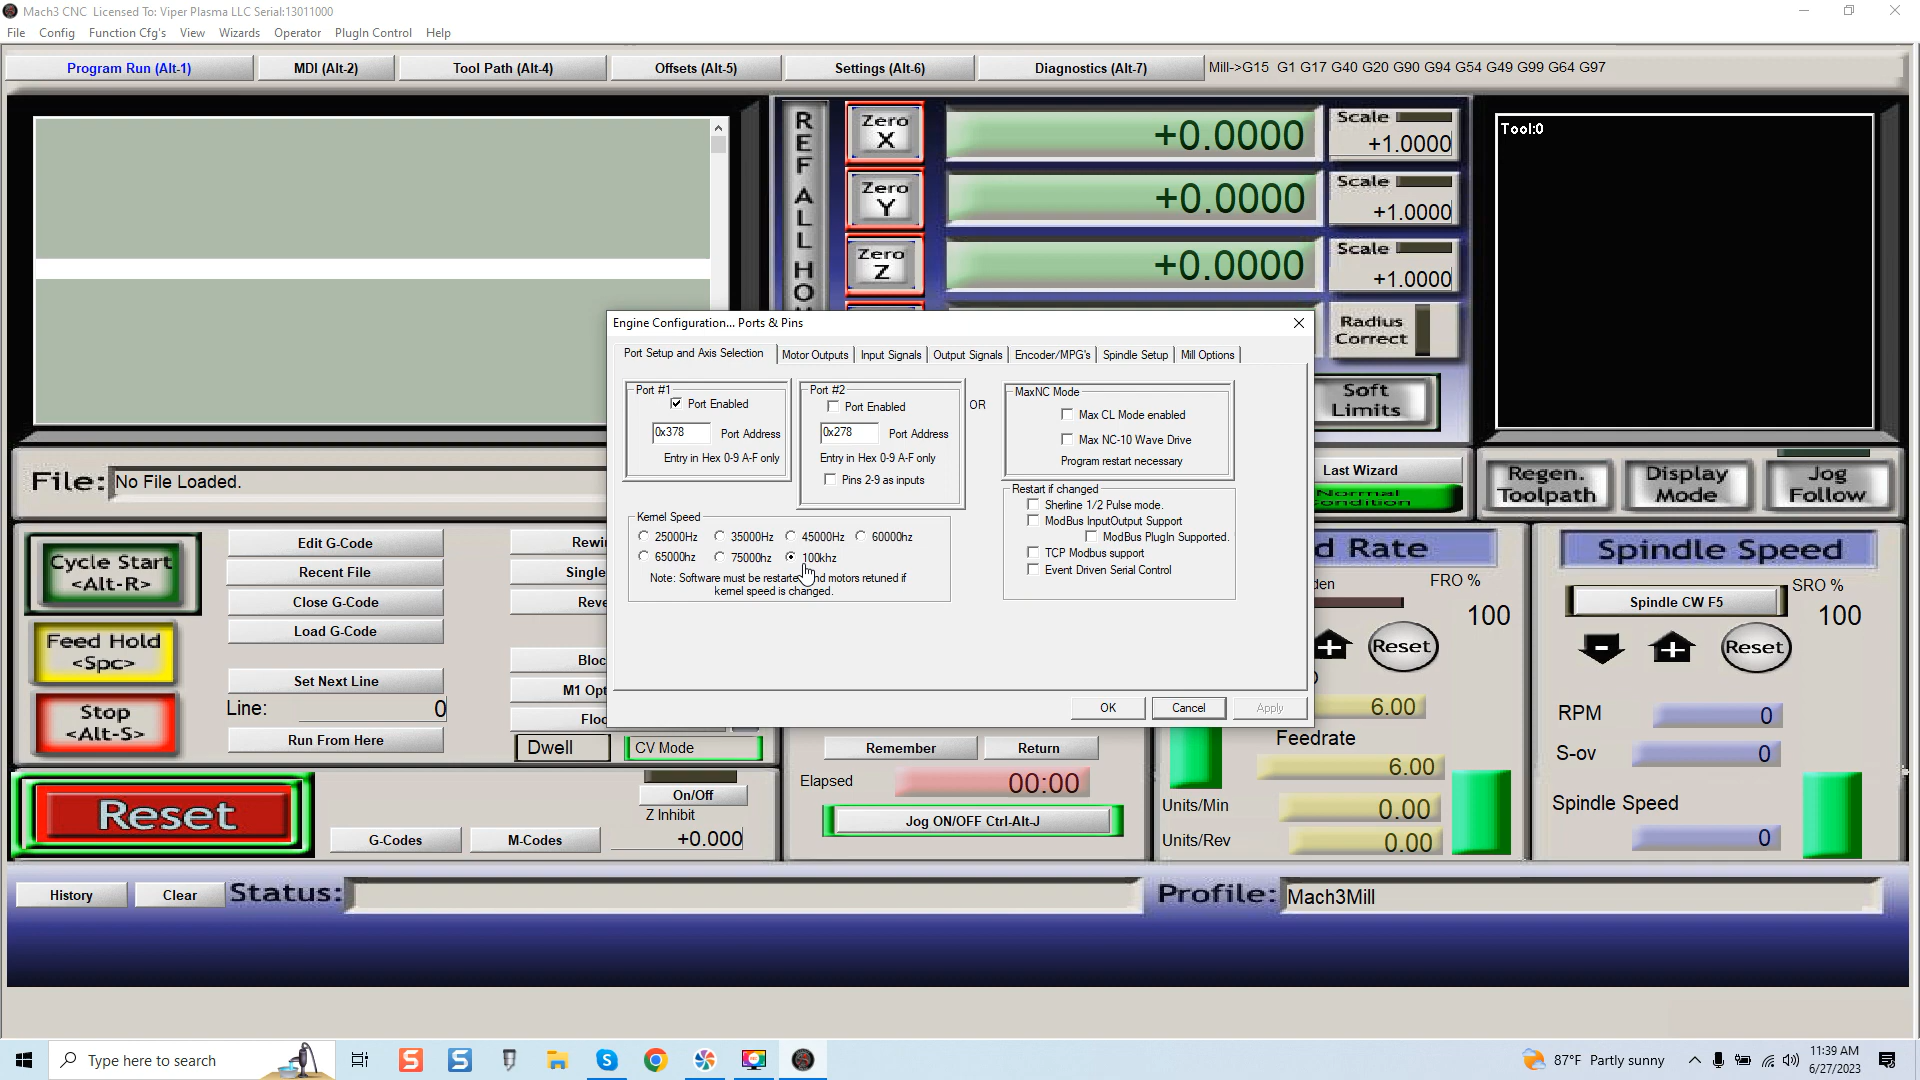 Mach3 CNC Licensed To: Viper Plasma LLC Serial:13011000
File Config Function Cfg's View Wizards Operator PlugIn Control Help
Program Run (Alt-1) MDI (Alt-2) Tool Path (Alt-4) Offsets (Alt-5) Settings (Alt-6) Diagnostics (Alt-7) Mill->G15 G1 G17 G40 G20 G90 G94 G54 G49 G99 G64 G97
REF ALL HO
Zero X +0.0000 Scale +1.0000
Zero Y +0.0000 Scale +1.0000
Zero Z +0.0000 Scale +1.0000
Tool:0
Radius Correct
Soft Limits
Engine Configuration... Ports & Pins
Port Setup and Axis Selection Motor Outputs Input Signals Output Signals Encoder/MPG's Spindle Setup Mill Options
Port #1
Port Enabled
0x378 Port Address
Entry in Hex 0-9 A-F only
Port #2
Port Enabled
0x278 Port Address
Entry in Hex 0-9 A-F only
Pins 2-9 as inputs
OR
MaxNC Mode
Max CL Mode enabled
Max NC-10 Wave Drive
Program restart necessary
Kernel Speed
25000Hz 35000Hz 45000Hz 60000hz
65000hz 75000hz 100khz
Note: Software must be restarte nd motors retuned if
kernel speed is changed.
Restart if changed
Sherline 1/2 Pulse mode.
ModBus InputOutput Support
ModBus PlugIn Supported.
TCP Modbus support
Event Driven Serial Control
OK Cancel Apply
File: No File Loaded.
Last Wizard
Normal
Condition
Regen. Toolpath
Display Mode
Jog Follow
Cycle Start
<Alt-R>
Feed Hold
<Spc>
Stop
<Alt-S>
Edit G-Code
Recent File
Close G-Code
Load G-Code
Set Next Line
Line: 0
Run From Here
Rewi
Single
Reve
Bloc
M1 Opt
Floo
Dwell CV Mode
Reset
G-Codes M-Codes
On/Off
Z Inhibit
+0.000
Remember Return
Elapsed 00:00
Jog ON/OFF Ctrl-Alt-J
d Rate
den
FRO %
100
+ Reset
6.00
Feedrate
6.00
Units/Min 0.00
Units/Rev 0.00
Spindle Speed
Spindle CW F5
SRO %
100
- + Reset
RPM 0
S-ov 0
Spindle Speed
0
History Clear Status: Profile: Mach3Mill
Type here to search
87°F Partly sunny
11:39 AM
6/27/2023